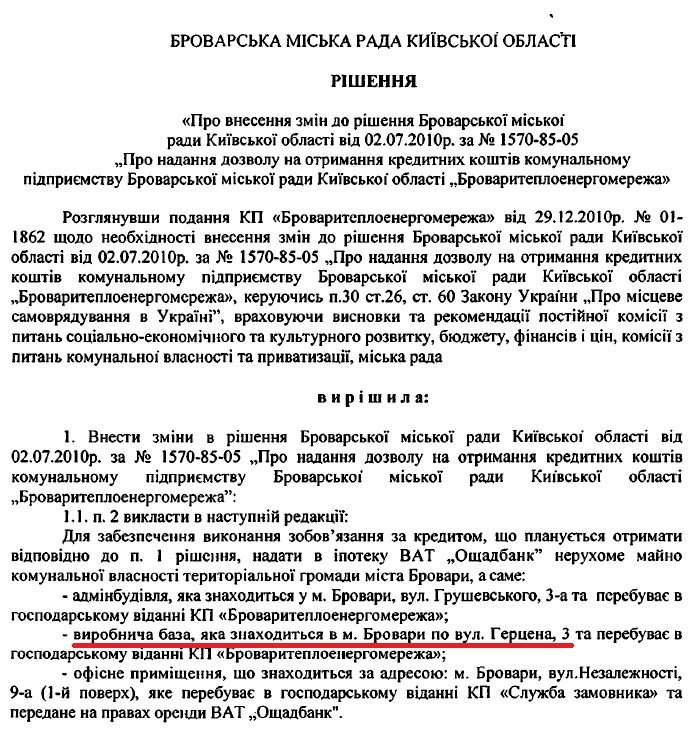 БРОВАРСЬКА МІСЬКА РАДА КИЇВСЬКОЇ ОБЛАСТІ
РІШЕННЯ
«Про внесення змін до рішення Броварської міської
ради Київської області від 02.07.2010р. за № 1570-85-05
„Про надання дозволу на отримання кредитних коштів комунальному
підприємству Броварської міської ради Київської області „Броваритеплоенергомережа»
Розглянувши подання КП «Броваритеплоенергомережа» від 29.12.2010р. № 01-
1862 щодо необхідності внесення змін до рішення Броварської міської ради Київської
області від 02.07.2010р. за № 1570-85-05 „Про надання дозволу на отримання кредитних
коштів комунальному підприємству Броварської міської ради Київської області
„Броваритеплоенергомережа», керуючись п.30 ст.26, ст. 60 Закону України „Про місцеве
самоврядування в Україні”, враховуючи висновки та рекомендації постійної комісії з
питань соціально-економічного та культурного розвитку, бюджету, фінансів і цін, комісії з
питань комунальної власності та приватизації, міська рада
в и р і ш и л а:
1. Внести зміни в рішення Броварської міської ради Київської області від
02.07.2010р. за № 1570-85-05 „Про надання дозволу на отримання кредитних коштів
комунальному підприємству Броварської міської ради Київської області
„Броваритеплоенергомережа”:
1.1. п. 2 викласти в наступній редакції:
Для забезпечення виконання зобов’язання за кредитом, що планується отримати
відповідно до п. 1 рішення, надати в іпотеку ВАТ „Ощадбанк” нерухоме майно
комунальної власності територіальної громади міста Бровари, а саме:
- адмінбудівля, яка знаходиться у м. Бровари, вул. Грушевського, 3-а та перебуває в
господарському віданні КП «Броваритеплоенергомережа»;
- виробнича база, яка знаходиться в м. Бровари по вул. Герцена, 3 та перебуває в
господарському віданні КП «Броваритеплоенергомережа»;
- офісне приміщення, що знаходиться за адресою: м. Бровари, вул.Незалежності,
9-а (1-й поверх), яке перебуває в господарському віданні КП «Служба замовника» та
передане на правах оренди ВАТ „Ощадбанк".